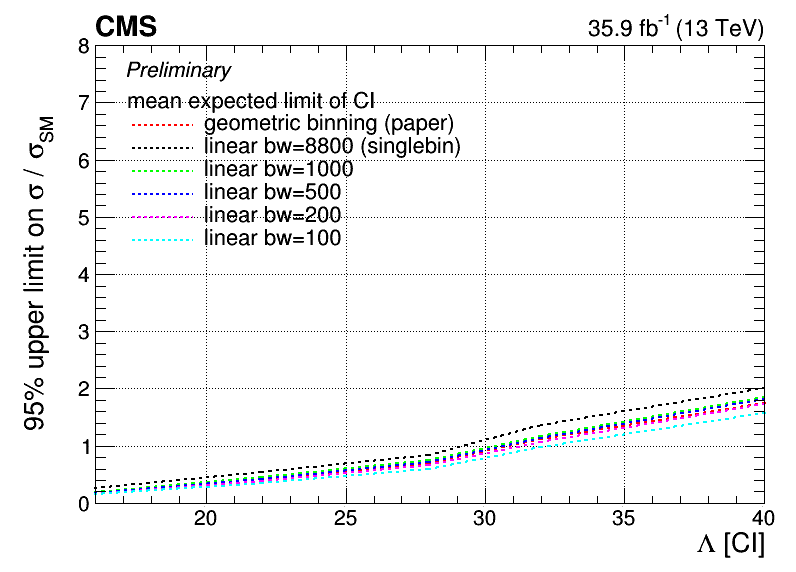 CMS
35.9 fb⁻¹ (13 TeV)
8
Preliminary
7
mean expected limit of CI
geometric binning (paper)
linear bw=8800 (singlebin)
6
linear bw=1000
linear bw=500
5
linear bw=200
linear bw=100
4
3
2
1
0
95% upper limit on σ / σSM
20
25
30
35
40
Λ [CI]